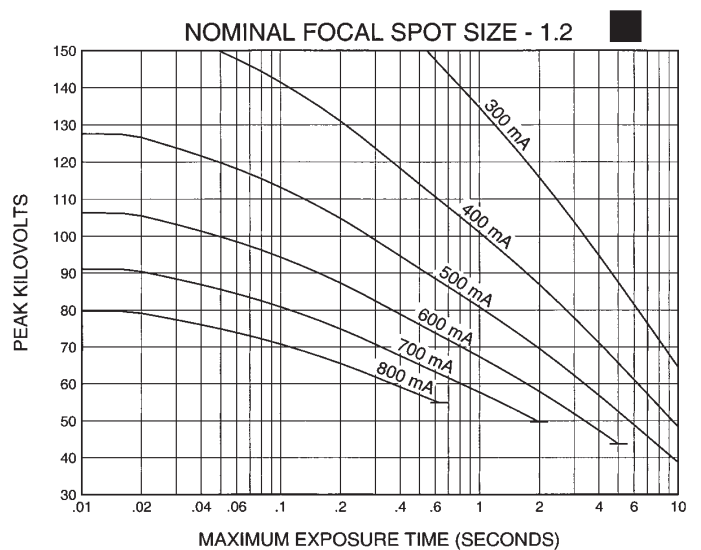 NOMINAL FOCAL SPOT SIZE - 1.2
150
140
130
120
110
100
90
80
70
60
50
40
30
PEAK KILOVOLTS
300 mA
400 mA
500 mA
600 mA
700 mA
800 mA
.01 .02 .04 .06 .1 .2 .4 .6 1 2 4 6 10
MAXIMUM EXPOSURE TIME (SECONDS)